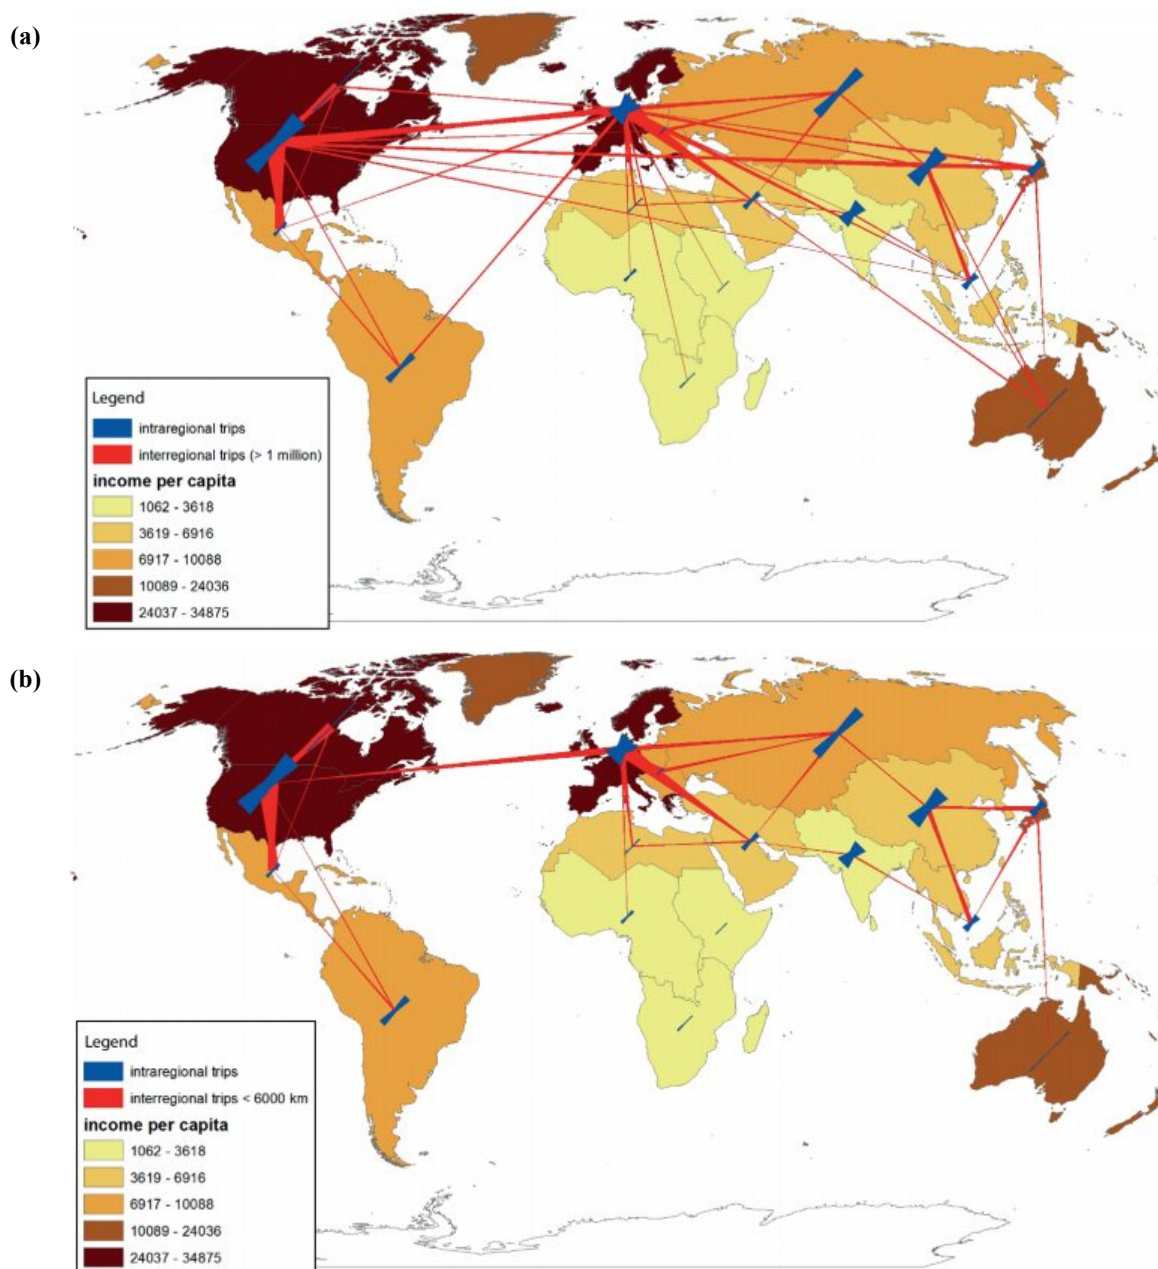 (a)
Legend
intraregional trips
interregional trips (> 1 million)
income per capita
1062 - 3618
3619 - 6916
6917 - 10088
10089 - 24036
24037 - 34875
(b)
Legend
intraregional trips
interregional trips < 6000 km
income per capita
1062 - 3618
3619 - 6916
6917 - 10088
10089 - 24036
24037 - 34875